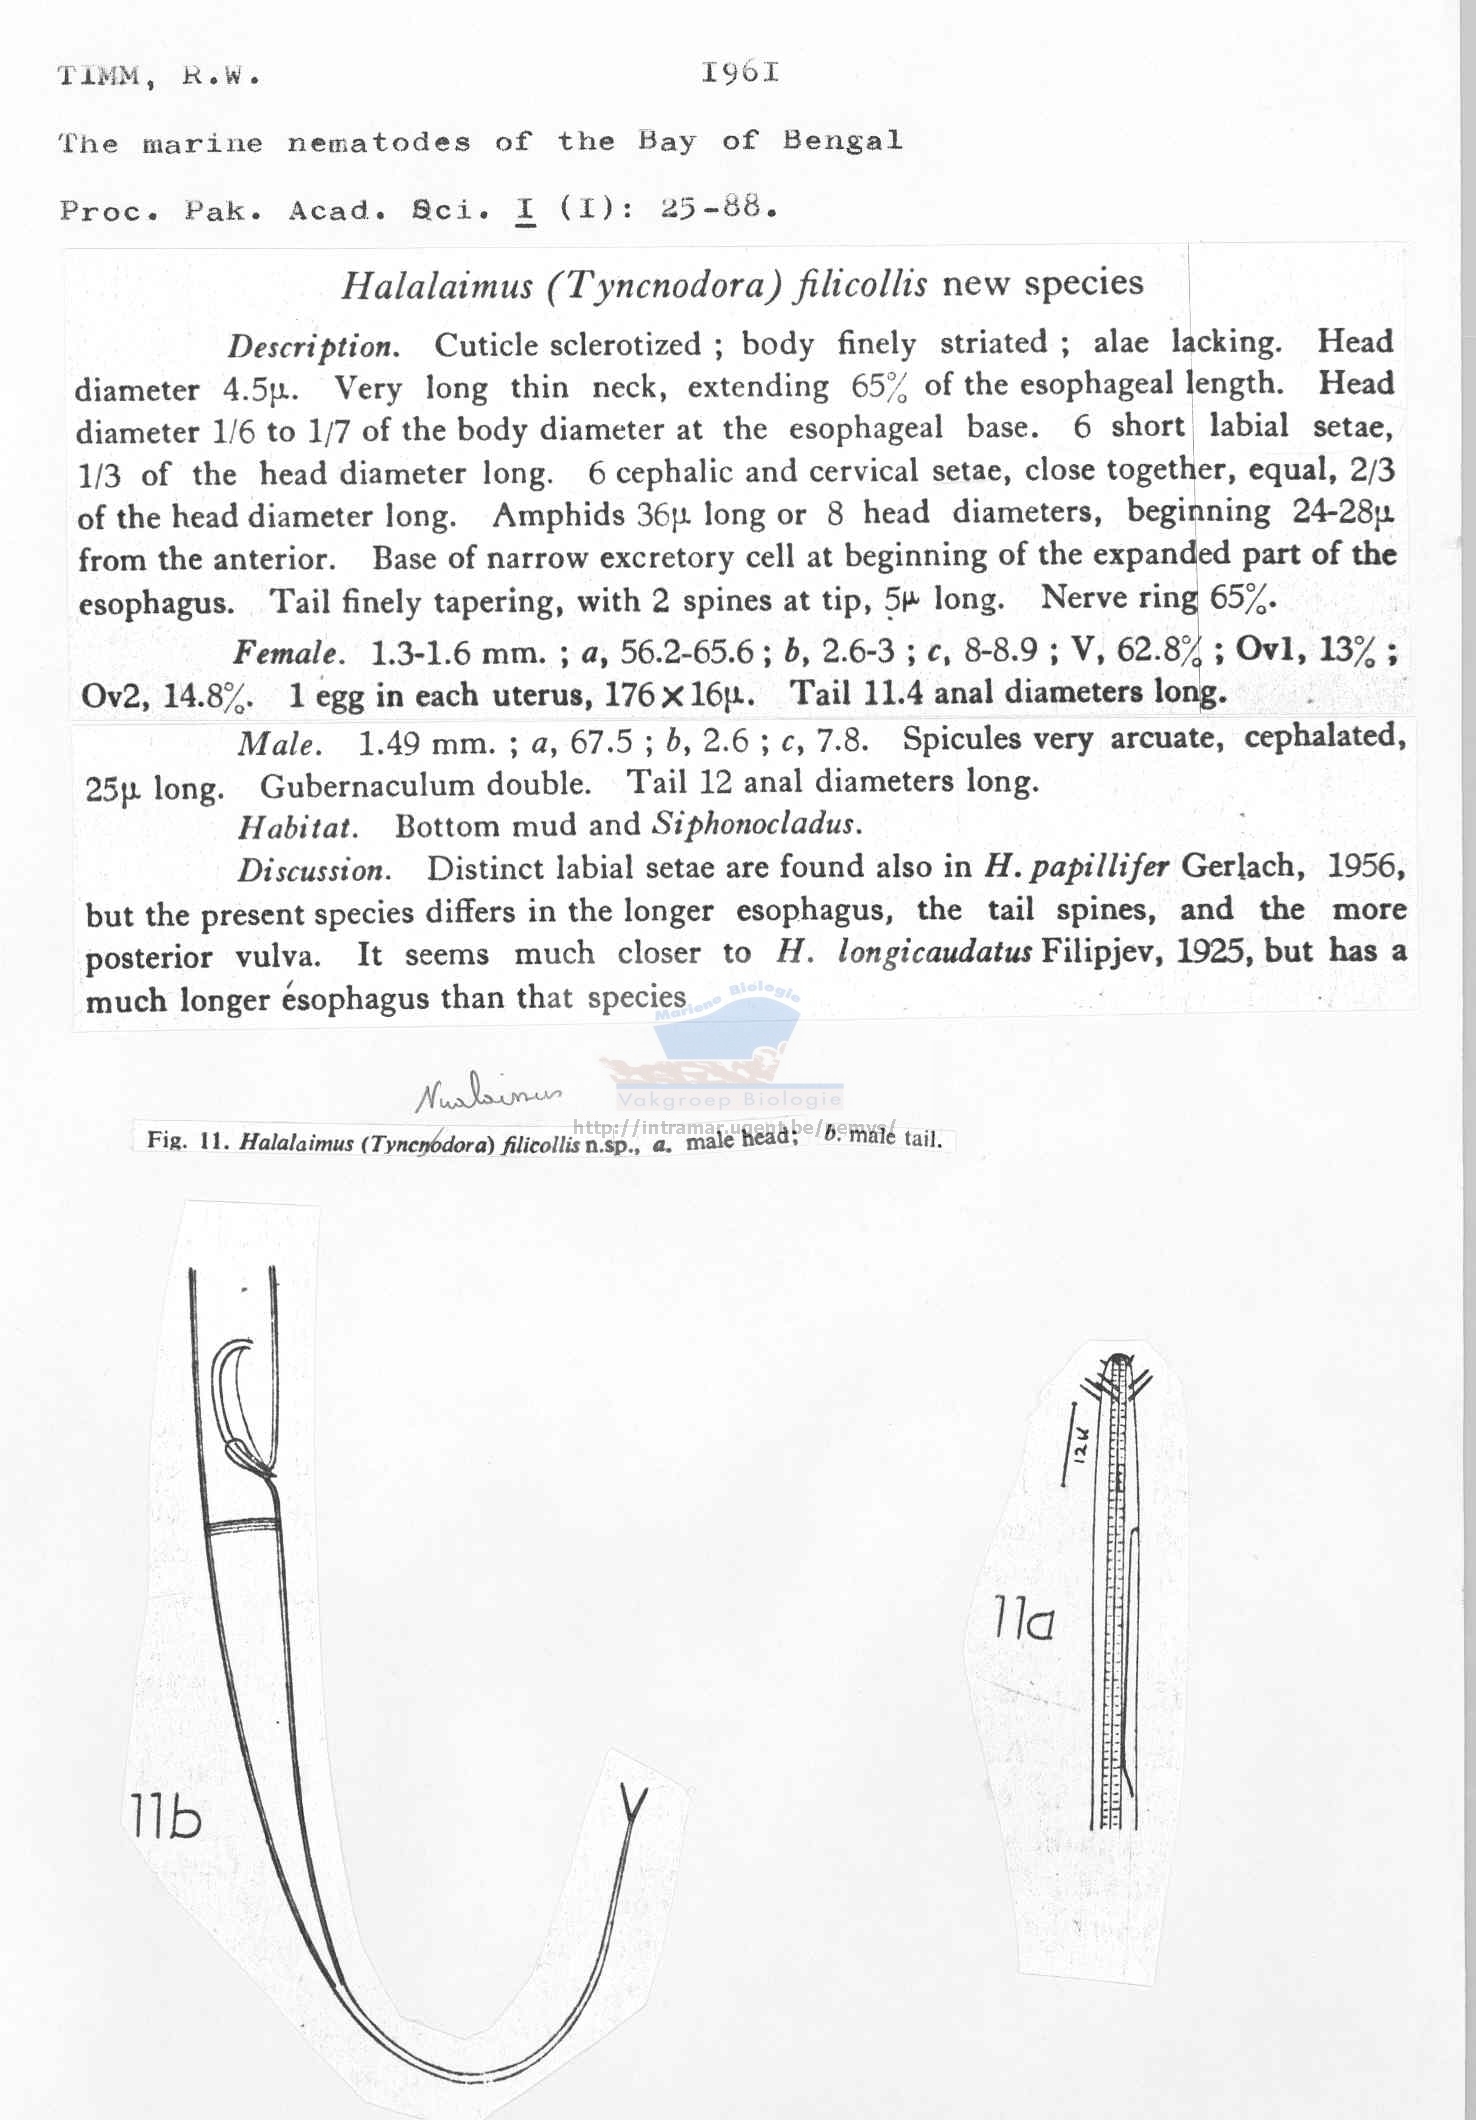 TIMM, R.W. 1961
The marine nematodes of the Bay of Bengal
Proc. Pak. Acad. Sci. I (I): 25-88.
Halalaimus (Tyncnodora) filicollis new species
Description. Cuticle sclerotized ; body finely striated ; alae lacking. Head
diameter 4.5µ. Very long thin neck, extending 65% of the esophageal length. Head
diameter 1/6 to 1/7 of the body diameter at the esophageal base. 6 short labial setae,
1/3 of the head diameter long. 6 cephalic and cervical setae, close together, equal, 2/3
of the head diameter long. Amphids 36µ long or 8 head diameters, beginning 24-28µ
from the anterior. Base of narrow excretory cell at beginning of the expanded part of the
esophagus. Tail finely tapering, with 2 spines at tip, 5µ long. Nerve ring 65%.
Female. 1.3-1.6 mm. ; a, 56.2-65.6 ; b, 2.6-3 ; c, 8-8.9 ; V, 62.8% ; Ov1, 13% ;
Ov2, 14.8%. 1 egg in each uterus, 176 × 16µ. Tail 11.4 anal diameters long.
Male. 1.49 mm. ; a, 67.5 ; b, 2.6 ; c, 7.8. Spicules very arcuate, cephalated,
25µ long. Gubernaculum double. Tail 12 anal diameters long.
Habitat. Bottom mud and Siphonocladus.
Discussion. Distinct labial setae are found also in H. papillifer Gerlach, 1956,
but the present species differs in the longer esophagus, the tail spines, and the more
posterior vulva. It seems much closer to H. longicaudatus Filipjev, 1925, but has a
much longer esophagus than that species
Mariene Biologie
Vakgroep Biologie
http://intramar.ugent.be/nemys/
Nualaimus
Fig. 11. Halalaimus (Tyncnodora) filicollis n.sp., a. male head; b. male tail.
12µ
11a
11b